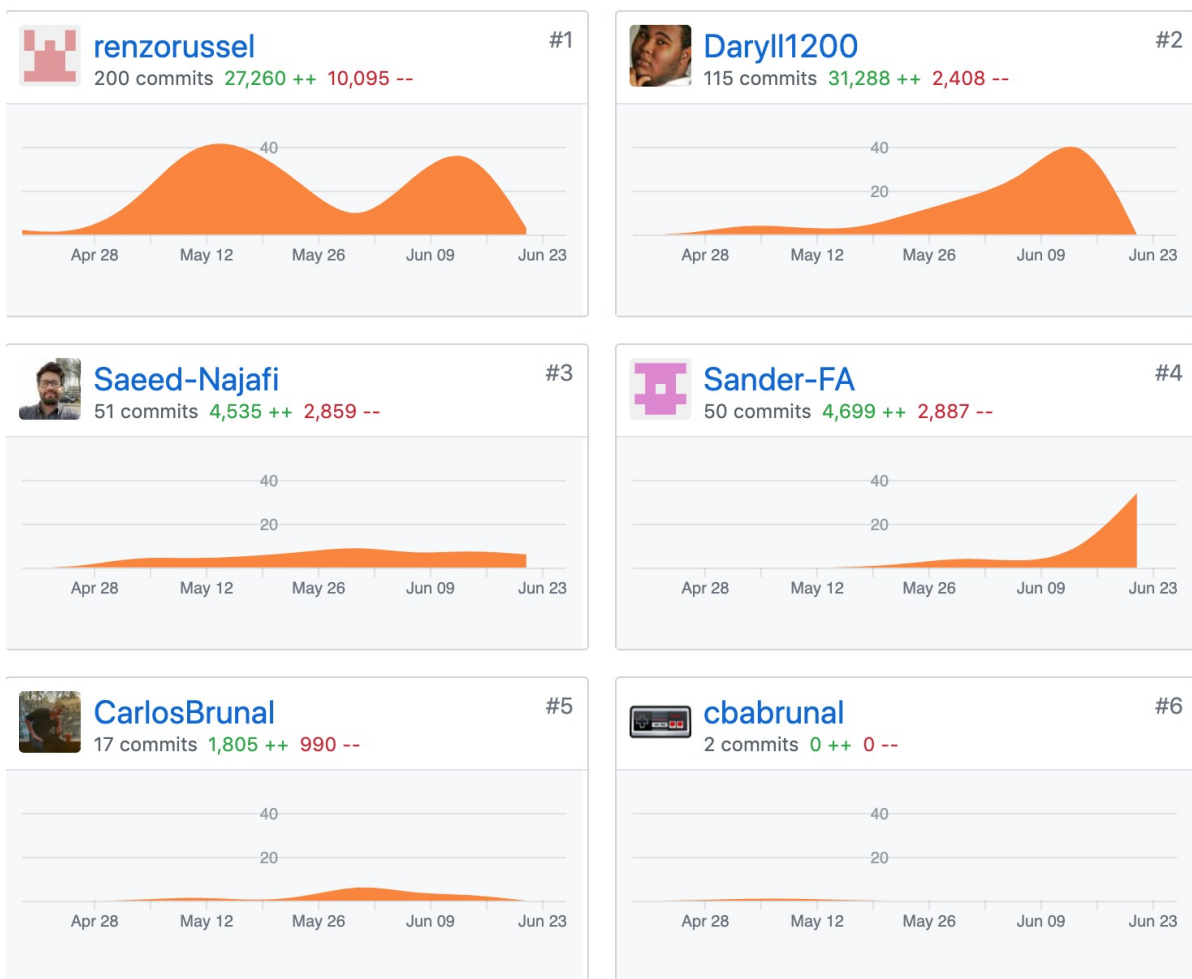 renzorussel #1
200 commits 27,260 ++ 10,095 --
40
Apr 28 May 12 May 26 Jun 09 Jun 23
Daryll1200 #2
115 commits 31,288 ++ 2,408 --
40
20
Apr 28 May 12 May 26 Jun 09 Jun 23
Saeed-Najafi #3
51 commits 4,535 ++ 2,859 --
40
20
Apr 28 May 12 May 26 Jun 09 Jun 23
Sander-FA #4
50 commits 4,699 ++ 2,887 --
40
20
Apr 28 May 12 May 26 Jun 09 Jun 23
CarlosBrunal #5
17 commits 1,805 ++ 990 --
40
20
Apr 28 May 12 May 26 Jun 09 Jun 23
cbabrunal #6
2 commits 0 ++ 0 --
40
20
Apr 28 May 12 May 26 Jun 09 Jun 23